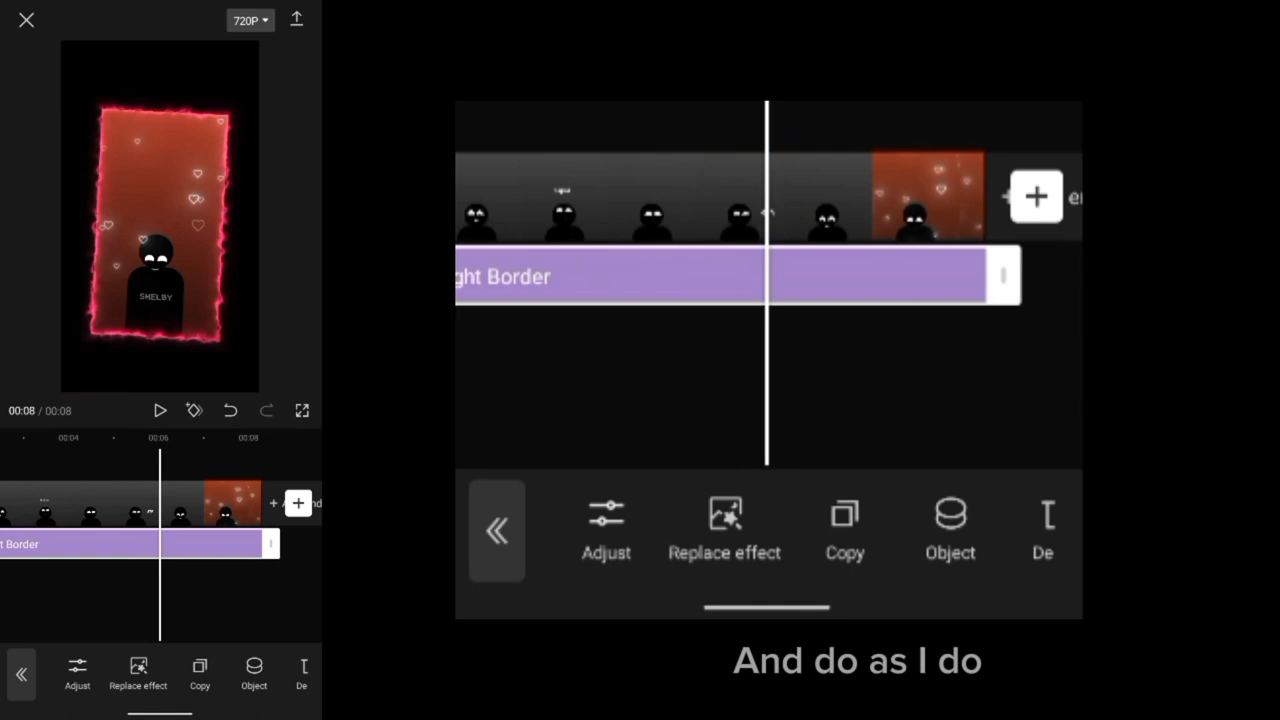 720P
SHELBY
00:08 / 00:08
00:04 00:06 00:08
t Border
Adjust Replace effect Copy Object De
ght Border
Adjust Replace effect Copy Object De
And do as I do